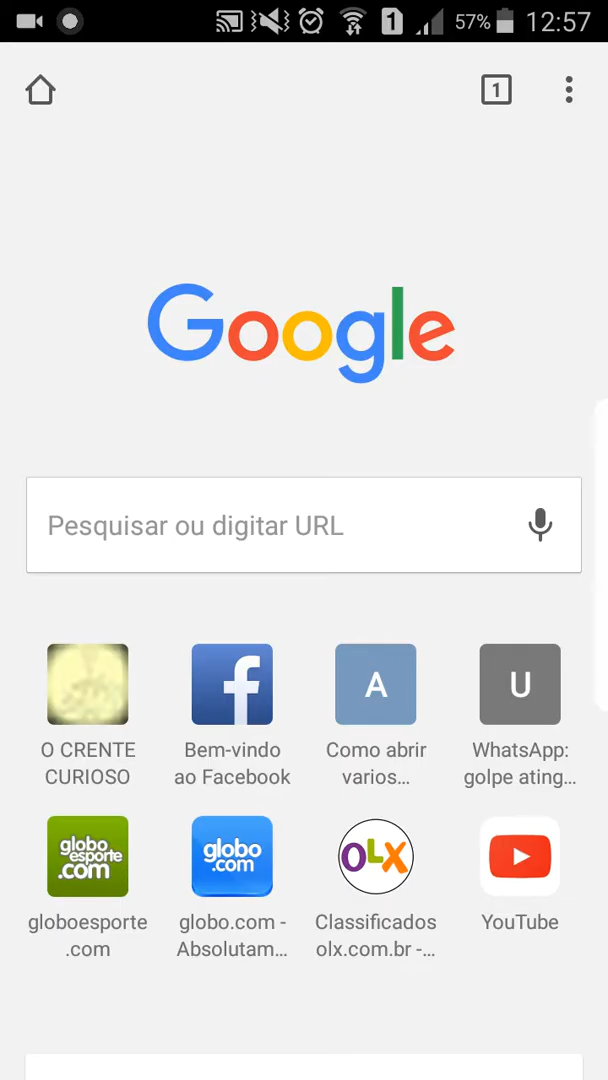 1 57% 12:57
1
Google
Pesquisar ou digitar URL
f A U
O CRENTE CURIOSO
Bem-vindo ao Facebook
Como abrir varios...
WhatsApp: golpe ating...
globo esporte .com
globo .com
OLX
globoesporte .com
globo.com - Absolutam...
Classificados olx.com.br -...
YouTube